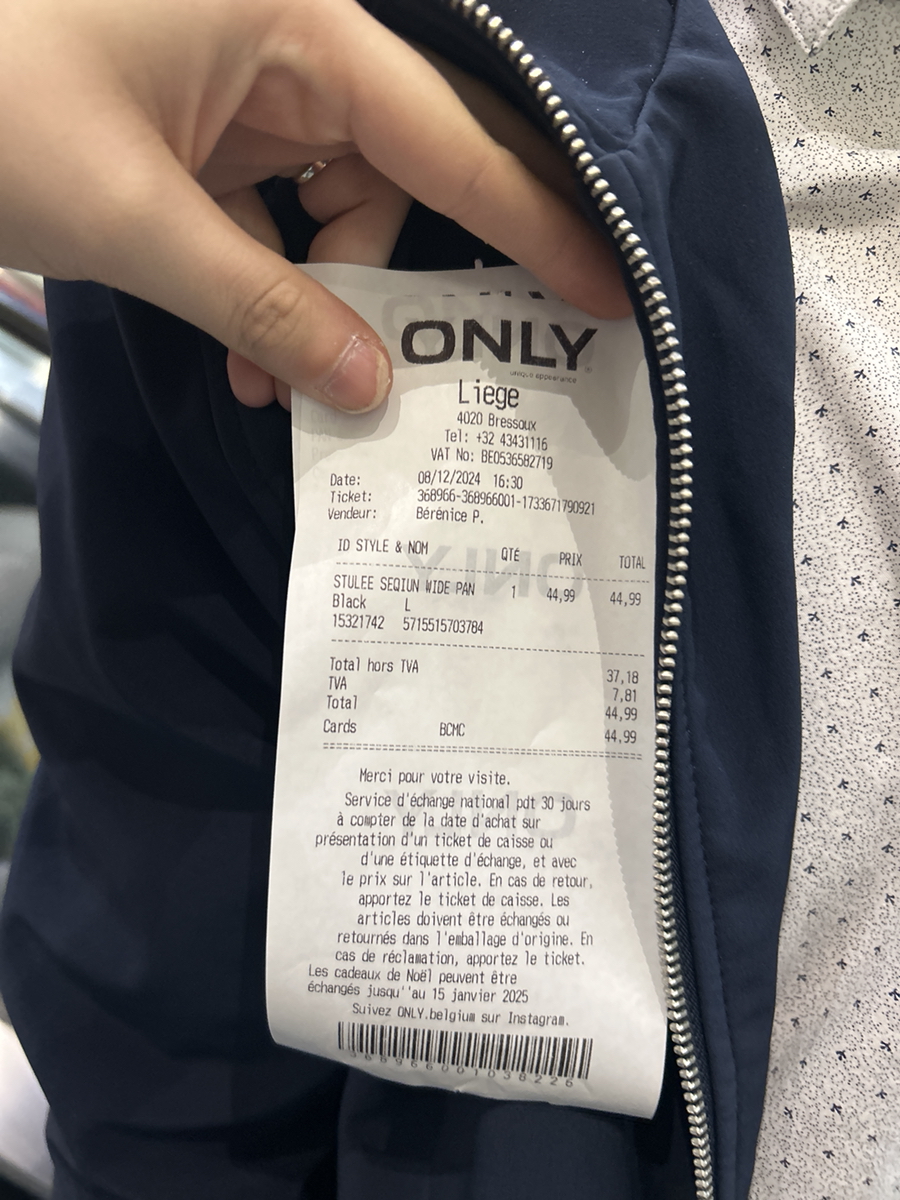 ONLY
unique appearance
Liege
4020 Bressoux
Tel: +32 43431116
VAT No: BE0536582719
Date: 08/12/2024 16:30
Ticket: 368966-368966001-1733671790921
Vendeur: Bérénice P.
ID STYLE & NOM QTÉ PRIX TOTAL
STULEE SEQIUN WIDE PAN 1 44,99 44,99
Black L
15321742 5715515703784
Total hors TVA 37,18
TVA 7,81
Total 44,99
Cards BCMC 44,99
Merci pour votre visite.
Service d'échange national pdt 30 jours
à compter de la date d'achat sur
présentation d'un ticket de caisse ou
d'une étiquette d'échange, et avec
le prix sur l'article. En cas de retour,
apportez le ticket de caisse. Les
articles doivent être échangés ou
retournés dans l'emballage d'origine. En
cas de réclamation, apportez le ticket.
Les cadeaux de Noël peuvent être
échangés jusqu''au 15 janvier 2025
Suivez ONLY.belgium sur Instagram.